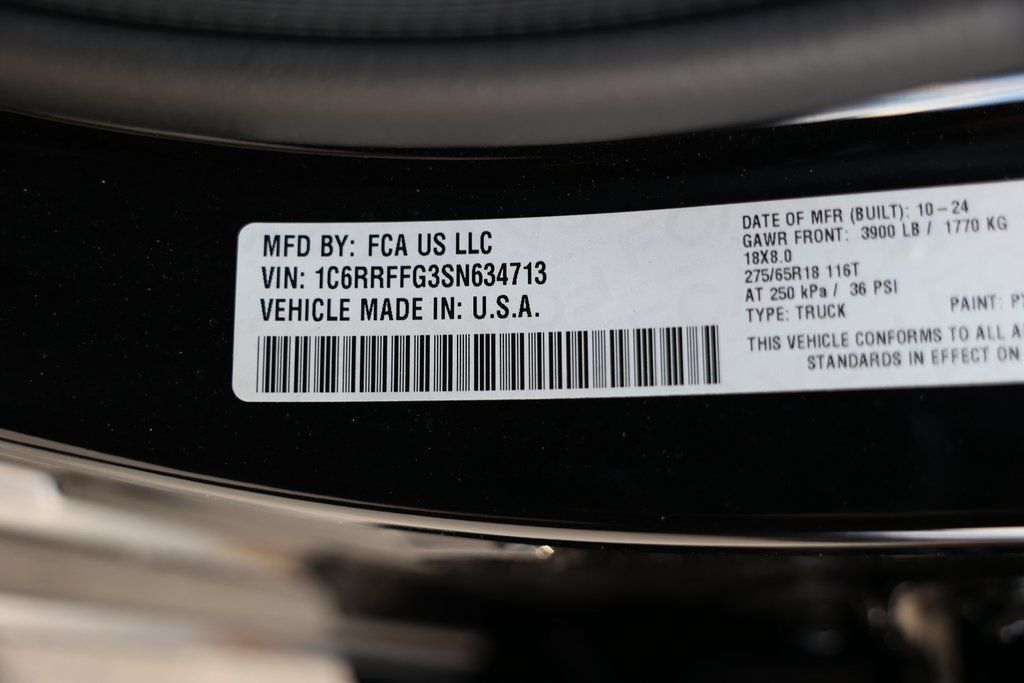 MFD BY: FCA US LLC
VIN: 1C6RRFFG3SN634713
VEHICLE MADE IN: U.S.A.
DATE OF MFR (BUILT): 10-24
GAWR FRONT: 3900 LB / 1770 KG
18X8.0
275/65R18 116T
AT 250 kPa / 36 PSI
TYPE: TRUCK PAINT:
THIS VEHICLE CONFORMS TO ALL
STANDARDS IN EFFECT ON